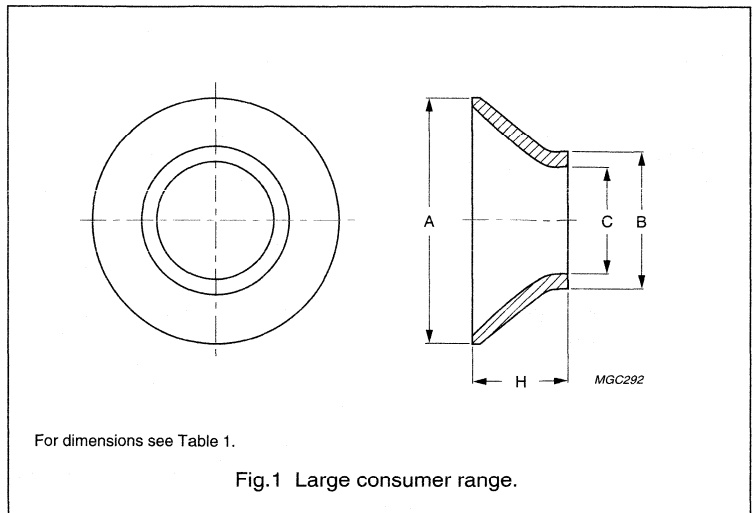 A
C
B
H
MGC292
For dimensions see Table 1.
Fig.1 Large consumer range.